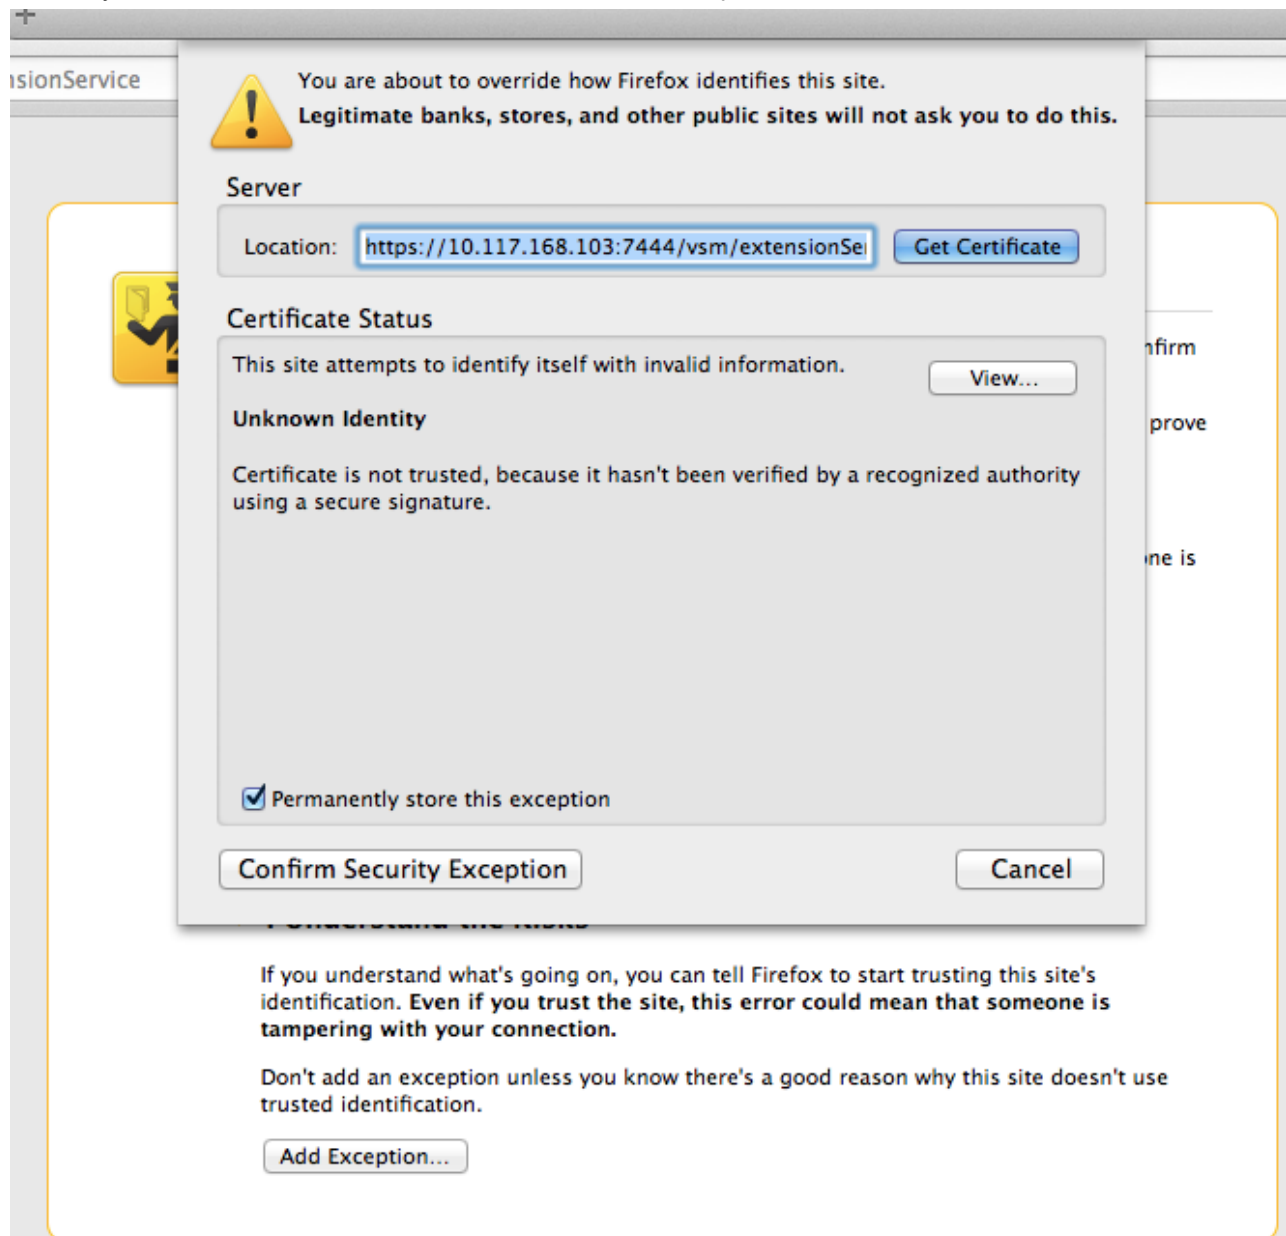 +
nsionService
You are about to override how Firefox identifies this site.
Legitimate banks, stores, and other public sites will not ask you to do this.
Server
Location: https://10.117.168.103:7444/vsm/extensionSer Get Certificate
Certificate Status
This site attempts to identify itself with invalid information.
View...
nfirm
Unknown Identity
prove
Certificate is not trusted, because it hasn't been verified by a recognized authority
using a secure signature.
one is
Permanently store this exception
Confirm Security Exception Cancel
I Understand the Risks
If you understand what's going on, you can tell Firefox to start trusting this site's
identification. Even if you trust the site, this error could mean that someone is
tampering with your connection.
Don't add an exception unless you know there's a good reason why this site doesn't use
trusted identification.
Add Exception...